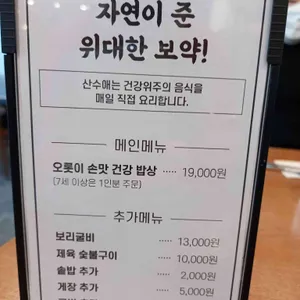 자연이 준
위대한 보약!
산수애는 건강위주의 음식을
매일 직접 요리합니다.
메인메뉴
오롯이 손맛 건강 밥상 ····· 19,000원
(7세 이상은 1인분 주문)
추가메뉴
보리굴비 ····· 13,000원
제육 숯불구이 ····· 10,000원
솥밥 추가 ····· 2,000원
게장 추가 ····· 5,000원